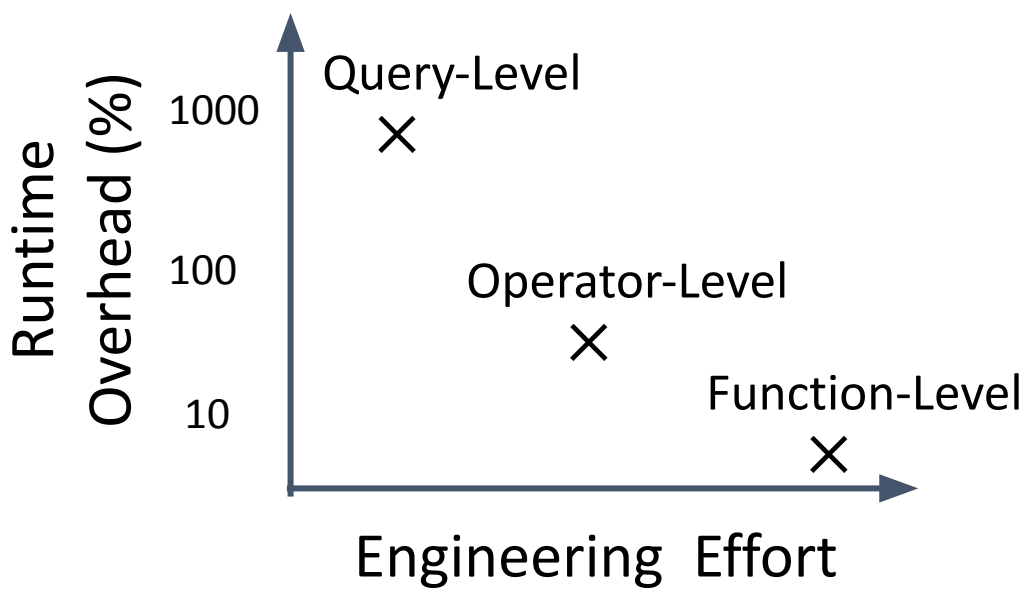 Query-Level
1000
Runtime
Overhead (%)
100
Operator-Level
Function-Level
10
Engineering Effort